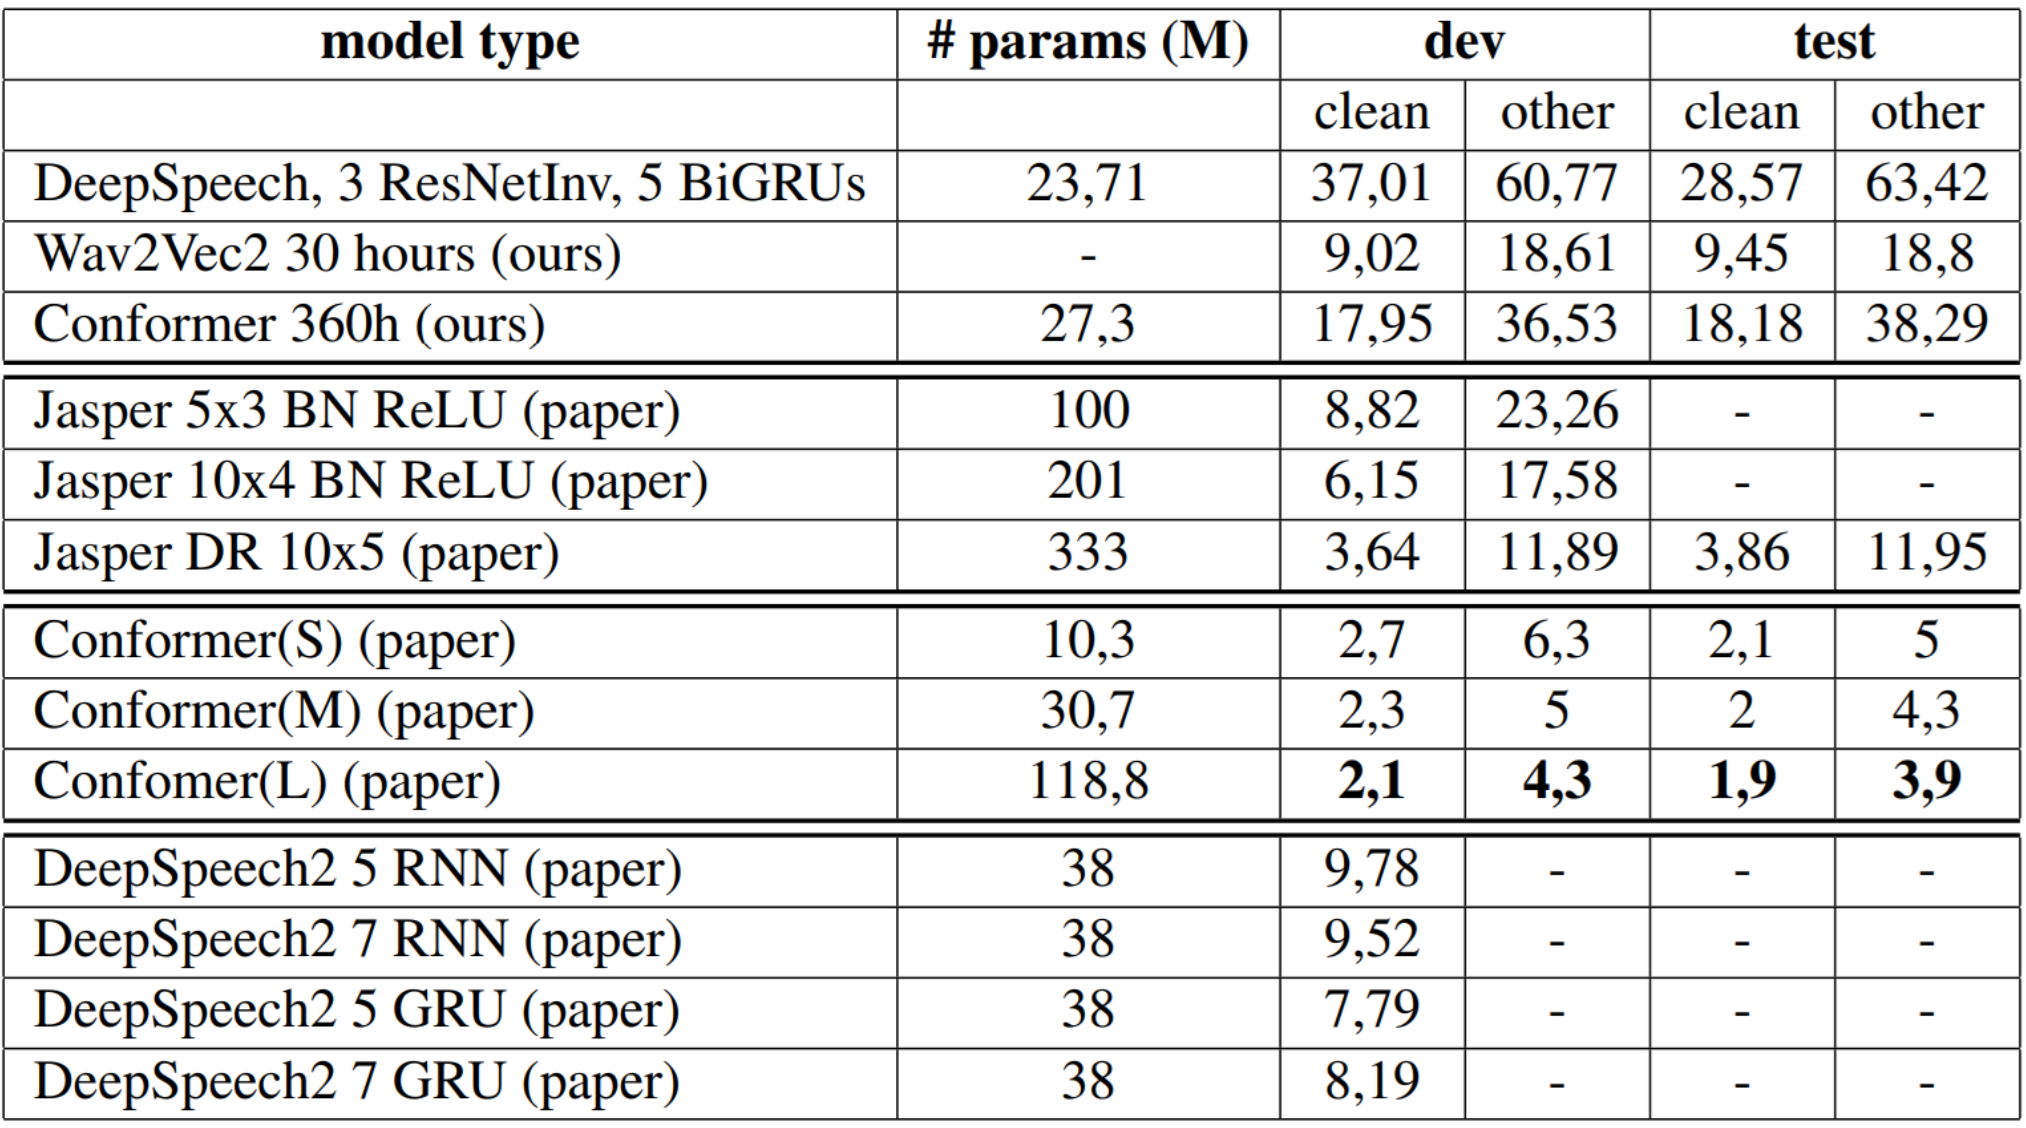 model type # params (M) dev test
clean other clean other
DeepSpeech, 3 ResNetInv, 5 BiGRUs 23,71 37,01 60,77 28,57 63,42
Wav2Vec2 30 hours (ours) - 9,02 18,61 9,45 18,8
Conformer 360h (ours) 27,3 17,95 36,53 18,18 38,29
Jasper 5x3 BN ReLU (paper) 100 8,82 23,26 - -
Jasper 10x4 BN ReLU (paper) 201 6,15 17,58 - -
Jasper DR 10x5 (paper) 333 3,64 11,89 3,86 11,95
Conformer(S) (paper) 10,3 2,7 6,3 2,1 5
Conformer(M) (paper) 30,7 2,3 5 2 4,3
Confomer(L) (paper) 118,8 2,1 4,3 1,9 3,9
DeepSpeech2 5 RNN (paper) 38 9,78 - - -
DeepSpeech2 7 RNN (paper) 38 9,52 - - -
DeepSpeech2 5 GRU (paper) 38 7,79 - - -
DeepSpeech2 7 GRU (paper) 38 8,19 - - -